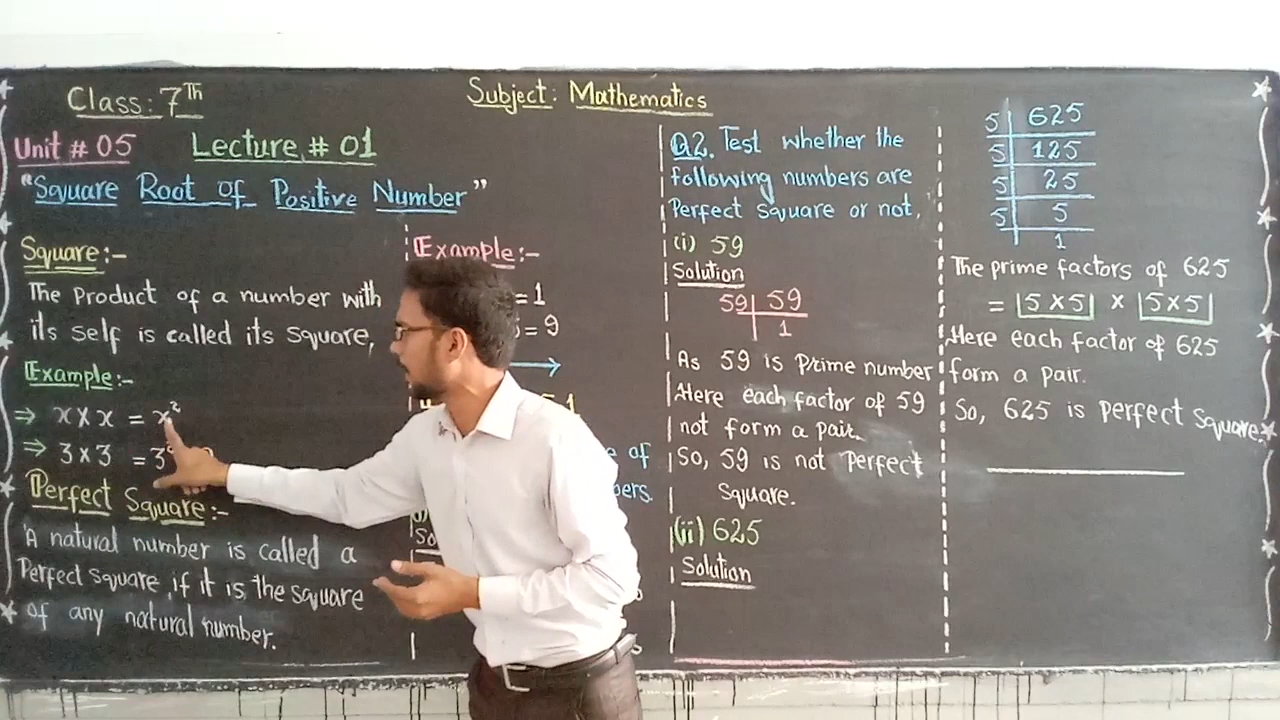 Class: 7Th
Subject: Mathematics
Unit # 05 Lecture # 01
"Square Root of Positive Number"
Square:-
The Product of a number with
its self is called its square,
Example:-
⇒ x × x = x²
⇒ 3 × 3 = 3
Perfect Square:-
A natural number is called a
Perfect square, if it is the square
of any natural number.
Example:-
= 1
= 9
of
Q2. Test whether the
following numbers are
Perfect square or not.
(i) 59
Solution
59 | 59
1
As 59 is Prime number
Here each factor of 59
not form a pair.
So, 59 is not Perfect
Square.
(ii) 625
Solution
5 | 625
5 | 125
5 | 25
5 | 5
1
The prime factors of 625
= 5 × 5 × 5 × 5
Here each factor of 625
form a pair.
So, 625 is perfect square.